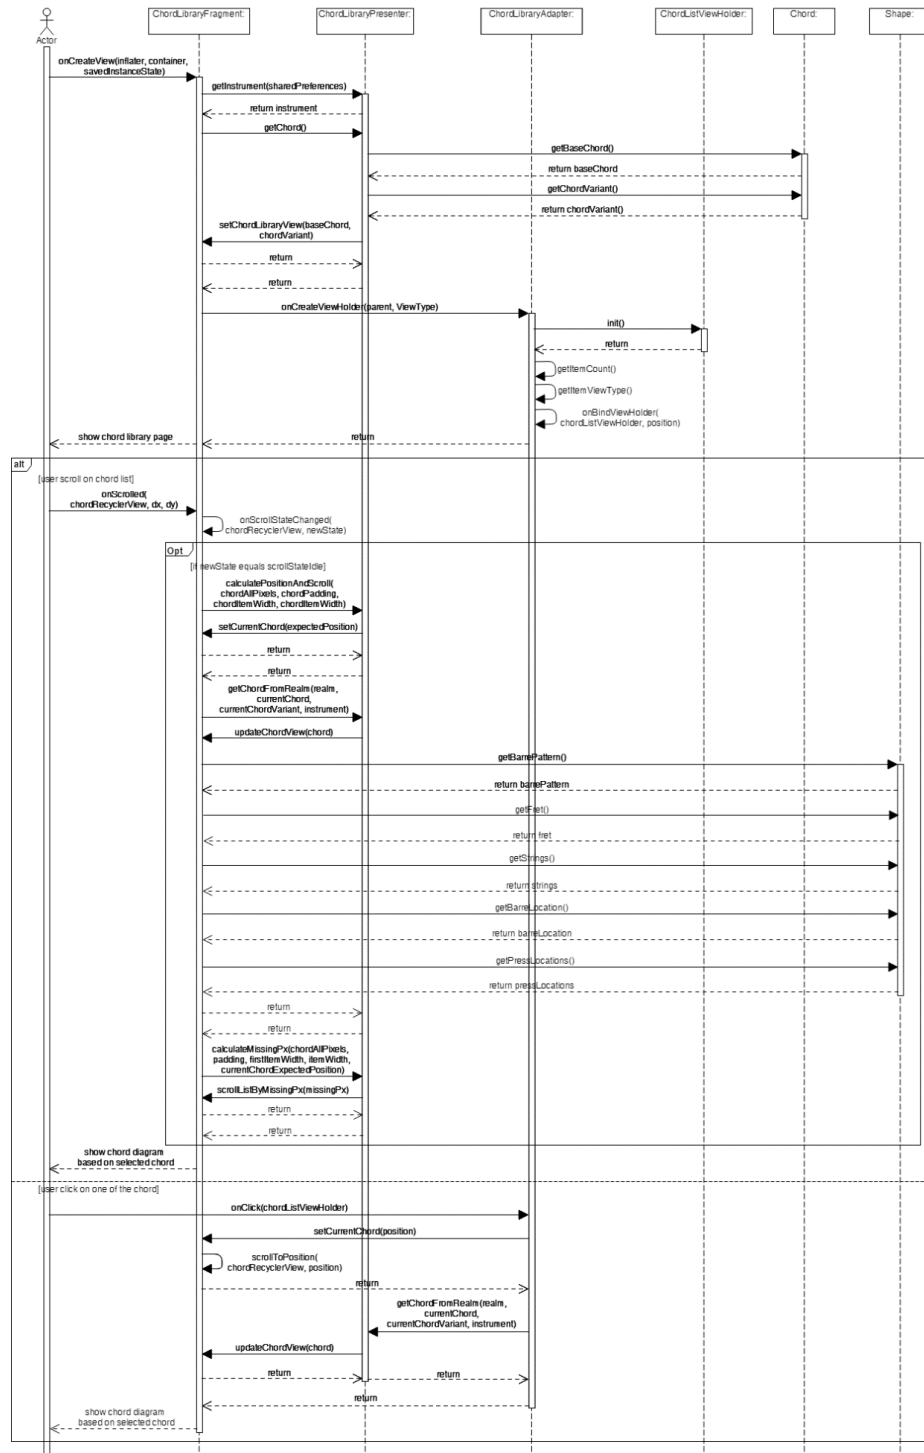 ChordLibraryFragment:
ChordLibraryPresenter:
ChordLibraryAdapter:
ChordListViewHolder:
Chord:
Shape:
Actor
onCreateView(inflater, container,
savedInstanceState)
getInstrument(sharedPreferences)
return instrument
getChord()
getBaseChord()
return baseChord
getChordVariant()
return chordVariant()
setChordLibraryView(baseChord,
chordVariant)
return
return
onCreateViewHolder(parent, ViewType)
init()
return
getItemCount()
getItemViewType()
onBindViewHolder(
chordListViewHolder, position)
show chord library page
return
alt
[user scroll on chord list]
onScrolled(
chordRecyclerView, dx, dy)
onScrollStateChanged(
chordRecyclerView, newState)
Opt
[if newState equals scrollStateIdle]
calculatePositionAndScroll(
chordAllPixels, chordPadding,
chordItemWidth, chordItemWidth)
setCurrentChord(expectedPosition)
return
return
getChordFromRealm(realm,
currentChord,
currentChordVariant, instrument)
updateChordView(chord)
getBarrePattern()
return barrePattern
getFret()
return fret
getStrings()
return strings
getBarreLocation()
return barreLocation
getPressLocations()
return pressLocations
return
return
calculateMissingPx(chordAllPixels,
padding, firstItemWidth, itemWidth,
currentChordExpectedPosition)
scrollListByMissingPx(missingPx)
return
return
show chord diagram
based on selected chord
[user click on one of the chord]
onClick(chordListViewHolder)
setCurrentChord(position)
scrollToPosition(
chordRecyclerView, position)
return
getChordFromRealm(realm,
currentChord,
currentChordVariant, instrument)
updateChordView(chord)
return
return
return
show chord diagram
based on selected chord